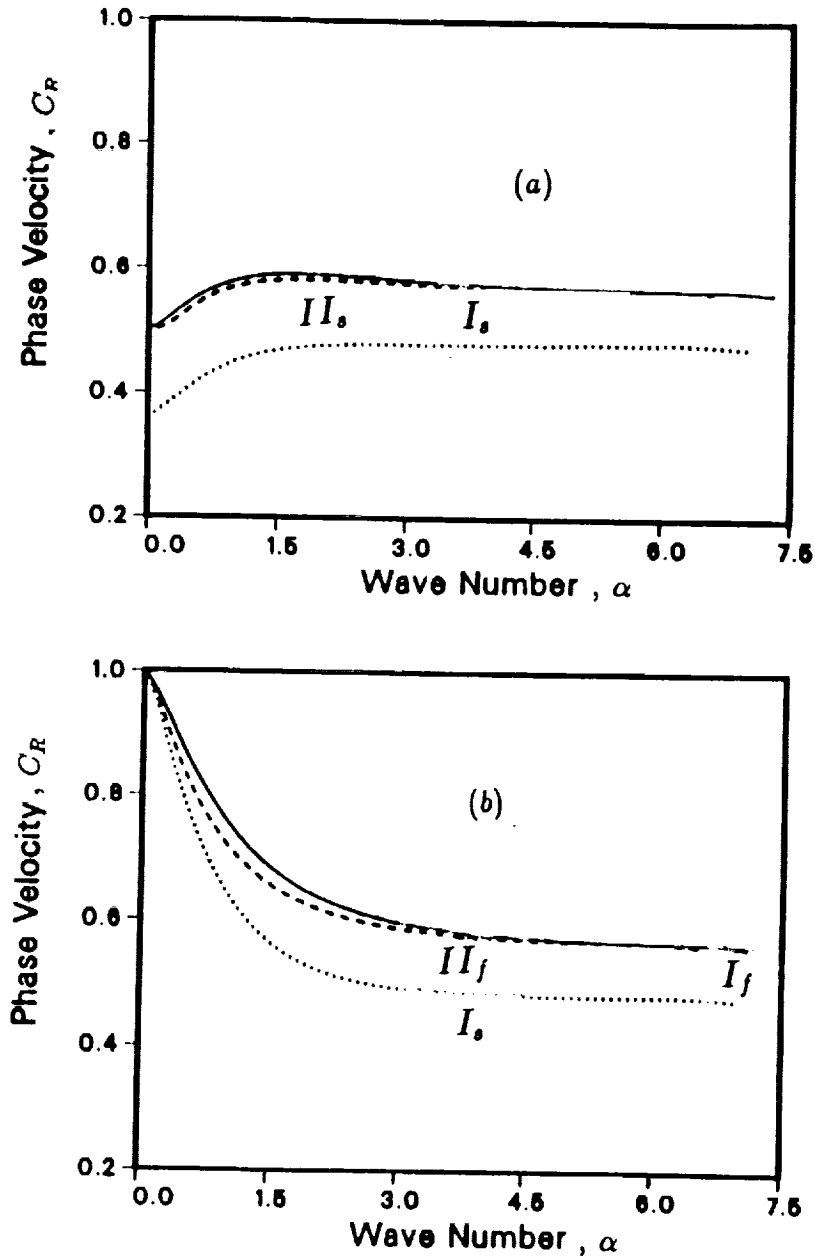 1.0
0.8
0.6
0.4
0.2
Phase Velocity , C_R
(a)
II_s
I_s
0.0 1.5 3.0 4.5 6.0 7.5
Wave Number , α
1.0
0.8
0.6
0.4
0.2
Phase Velocity , C_R
(b)
II_f
I_f
I_s
0.0 1.5 3.0 4.5 6.0 7.5
Wave Number , α